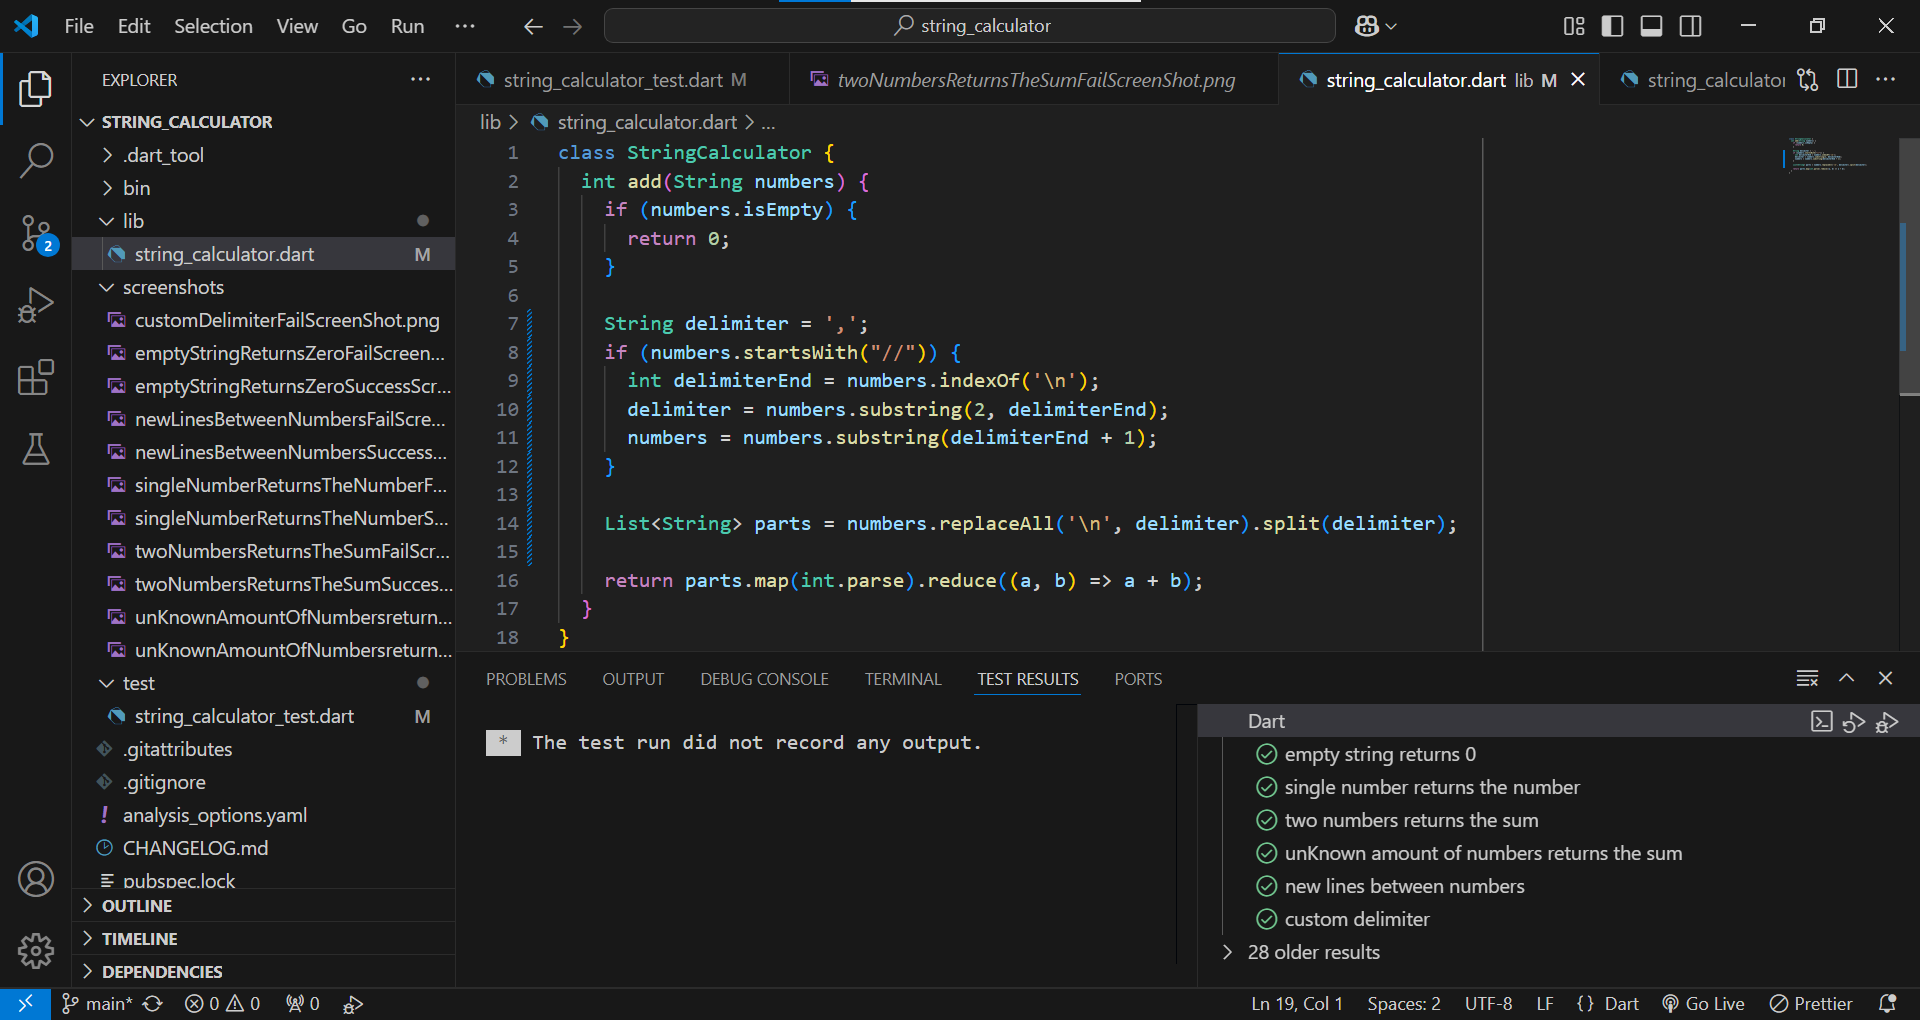 File Edit Selection View Go Run ··· string_calculator
EXPLORER ···
STRING_CALCULATOR
.dart_tool
bin
lib
string_calculator.dart M
screenshots
customDelimiterFailScreenShot.png
emptyStringReturnsZeroFailScreen...
emptyStringReturnsZeroSuccessScr...
newLinesBetweenNumbersFailScre...
newLinesBetweenNumbersSuccess...
singleNumberReturnsTheNumberF...
singleNumberReturnsTheNumberS...
twoNumbersReturnsTheSumFailScr...
twoNumbersReturnsTheSumSucces...
unKnownAmountOfNumbersreturn...
unKnownAmountOfNumbersreturn...
test
string_calculator_test.dart M
.gitattributes
.gitignore
! analysis_options.yaml
CHANGELOG.md
pubspec.lock
OUTLINE
TIMELINE
DEPENDENCIES
2
string_calculator_test.dart M twoNumbersReturnsTheSumFailScreenShot.png string_calculator.dart lib M string_calculator ···
lib > string_calculator.dart > ...
1 class StringCalculator {
2 int add(String numbers) {
3 if (numbers.isEmpty) {
4 return 0;
5 }
6
7 String delimiter = ',';
8 if (numbers.startsWith("//")) {
9 int delimiterEnd = numbers.indexOf('\n');
10 delimiter = numbers.substring(2, delimiterEnd);
11 numbers = numbers.substring(delimiterEnd + 1);
12 }
13
14 List<String> parts = numbers.replaceAll('\n', delimiter).split(delimiter);
15
16 return parts.map(int.parse).reduce((a, b) => a + b);
17 }
18 }
PROBLEMS OUTPUT DEBUG CONSOLE TERMINAL TEST RESULTS PORTS
* The test run did not record any output.
Dart
empty string returns 0
single number returns the number
two numbers returns the sum
unKnown amount of numbers returns the sum
new lines between numbers
custom delimiter
28 older results
main* 0 0 0 Ln 19, Col 1 Spaces: 2 UTF-8 LF {} Dart Go Live Prettier